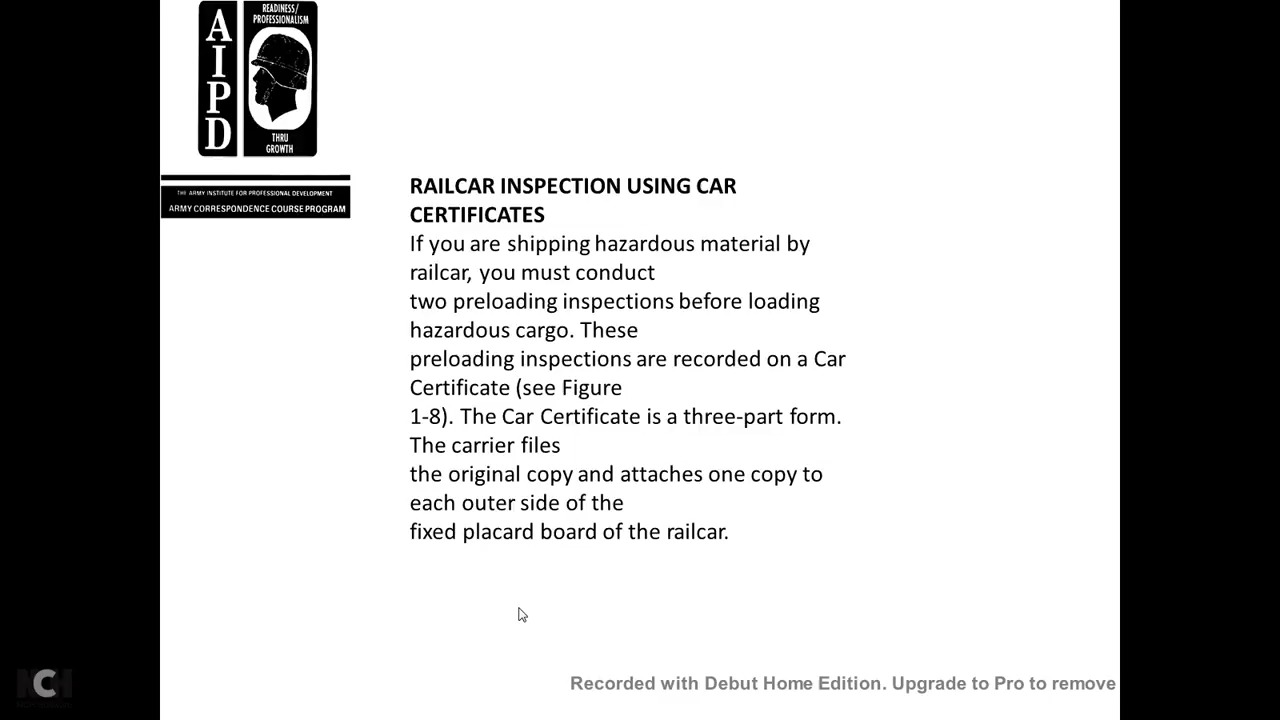 READINESS/
PROFESSIONALISM
AIPD
THRU
GROWTH
THE ARMY INSTITUTE FOR PROFESSIONAL DEVELOPMENT
ARMY CORRESPONDENCE COURSE PROGRAM
RAILCAR INSPECTION USING CAR
CERTIFICATES
If you are shipping hazardous material by
railcar, you must conduct
two preloading inspections before loading
hazardous cargo. These
preloading inspections are recorded on a Car
Certificate (see Figure
1-8). The Car Certificate is a three-part form.
The carrier files
the original copy and attaches one copy to
each outer side of the
fixed placard board of the railcar.
NCH
Recorded with Debut Home Edition. Upgrade to Pro to remove